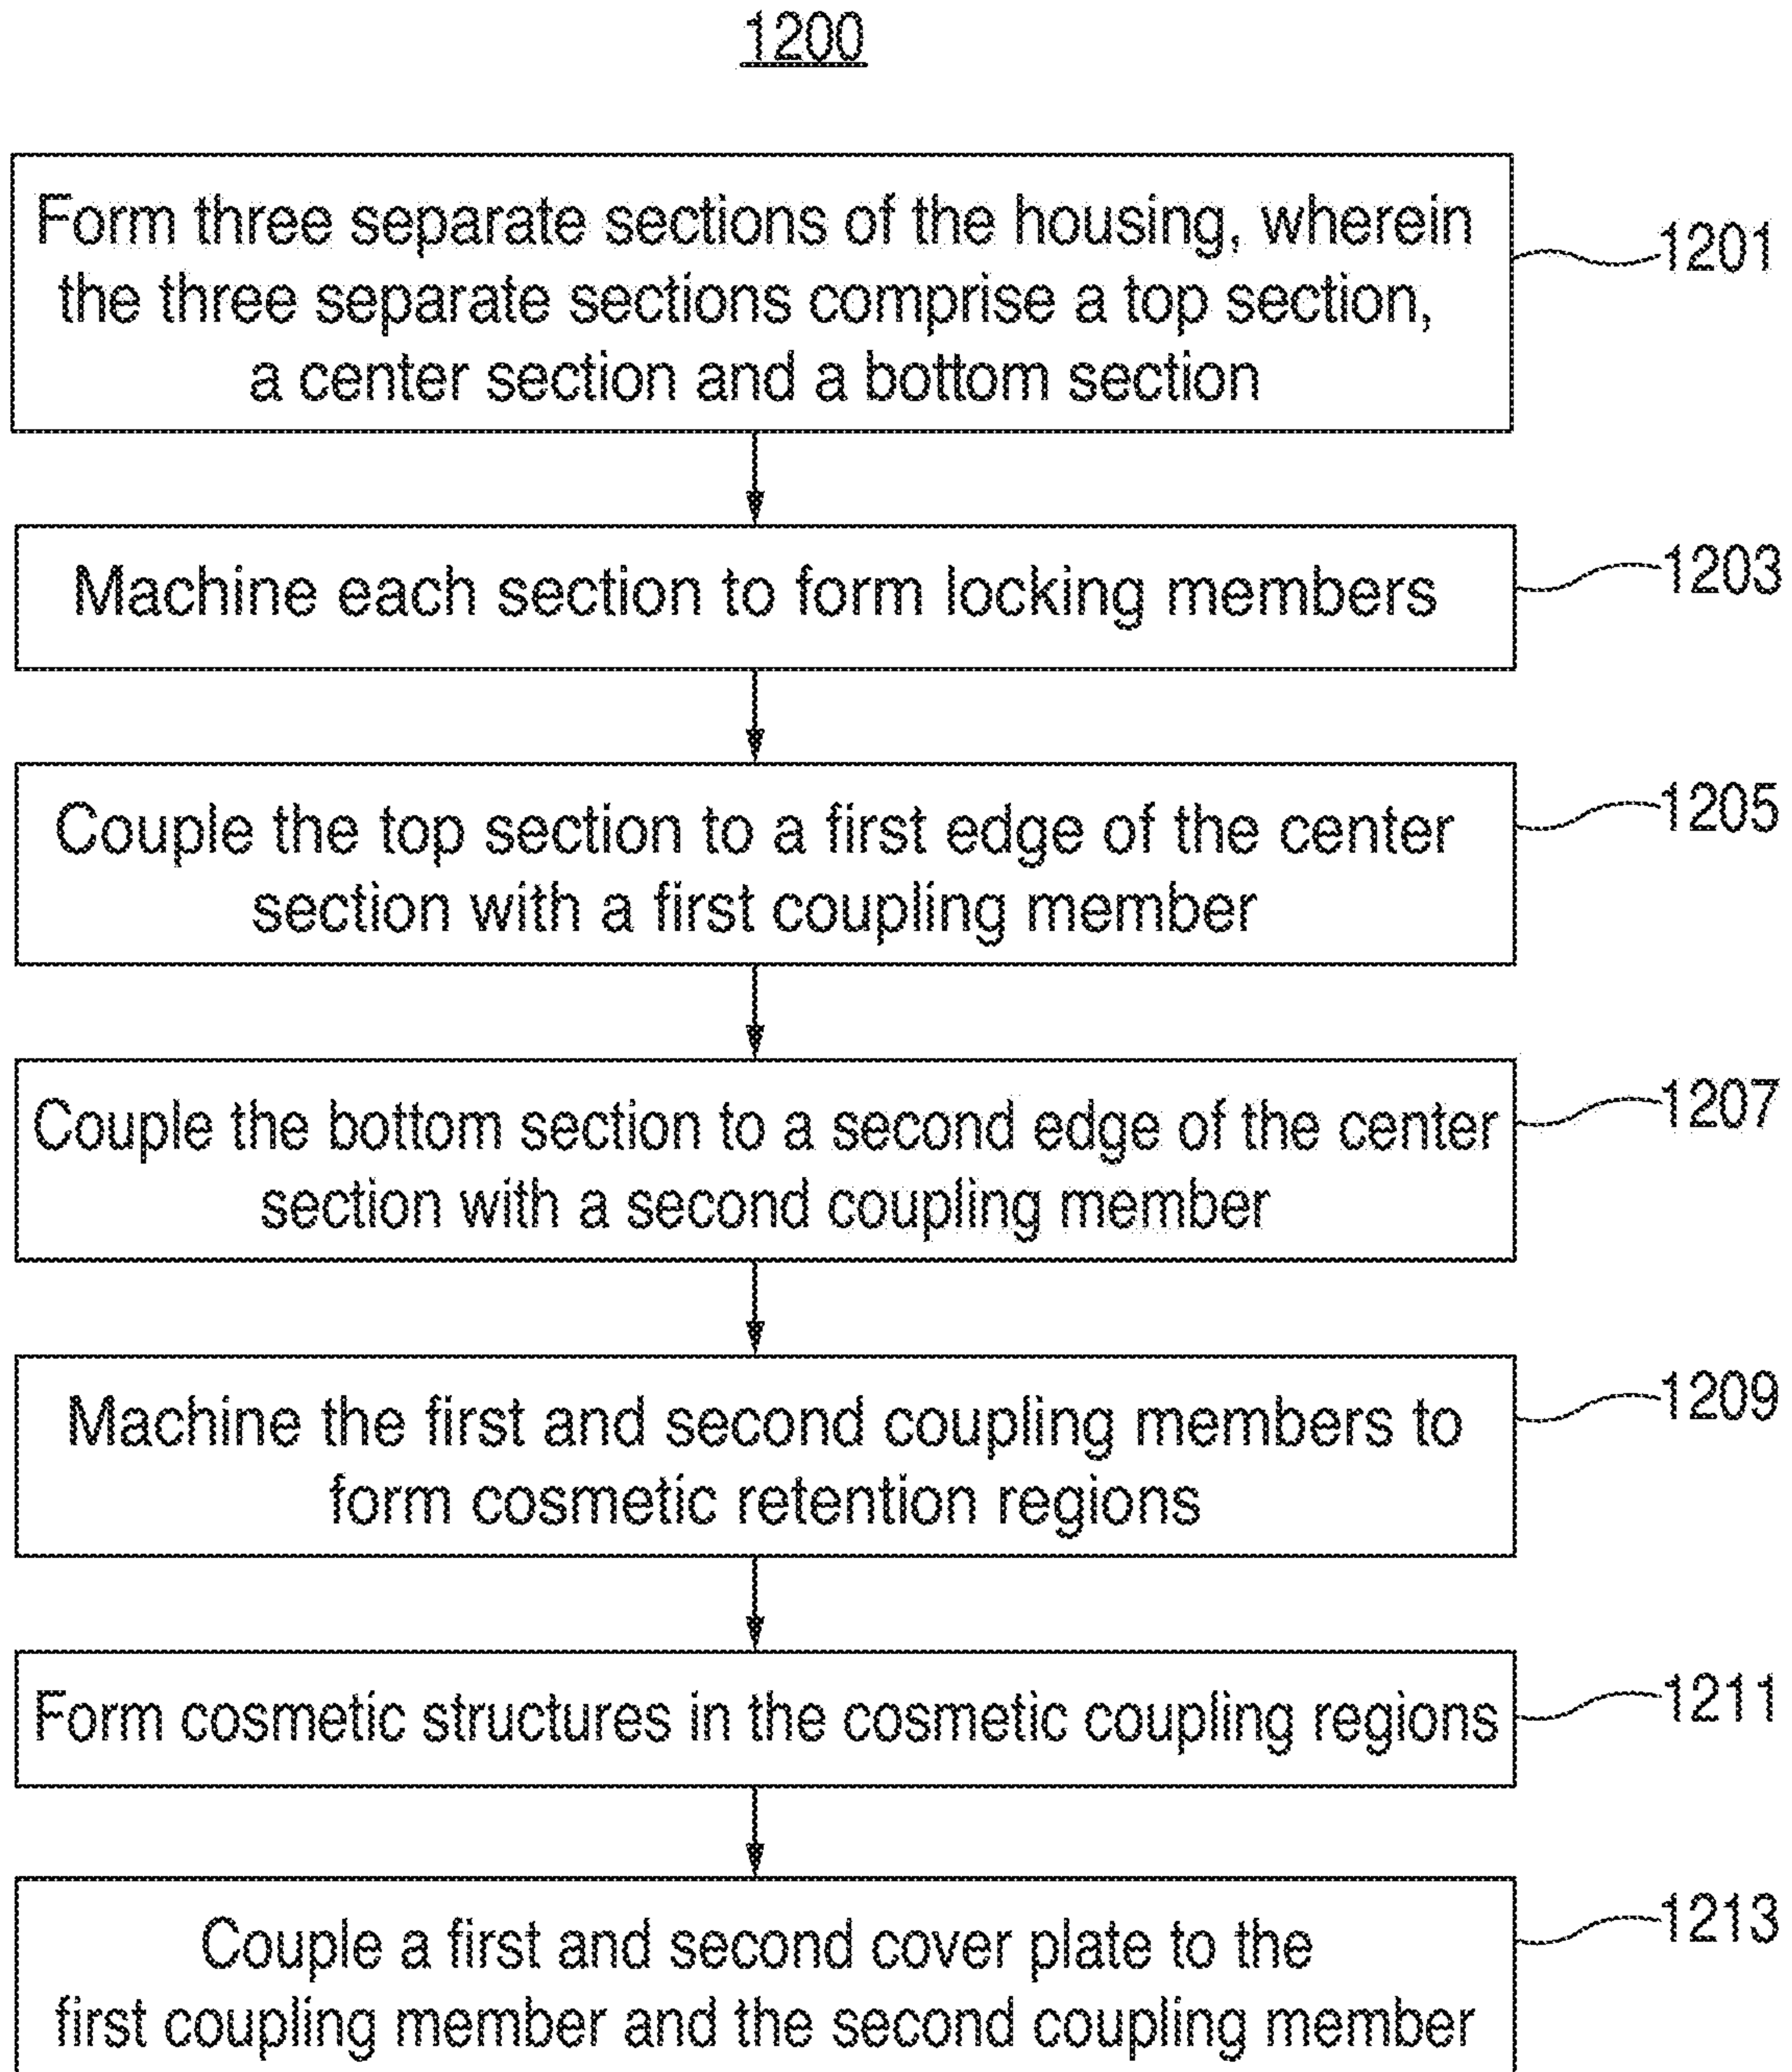 1200
Form three separate sections of the housing, wherein
the three separate sections comprise a top section,
a center section and a bottom section
1201
Machine each section to form locking members
1203
Couple the top section to a first edge of the center
section with a first coupling member
1205
Couple the bottom section to a second edge of the center
section with a second coupling member
1207
Machine the first and second coupling members to
form cosmetic retention regions
1209
Form cosmetic structures in the cosmetic coupling regions
1211
Couple a first and second cover plate to the
first coupling member and the second coupling member
1213